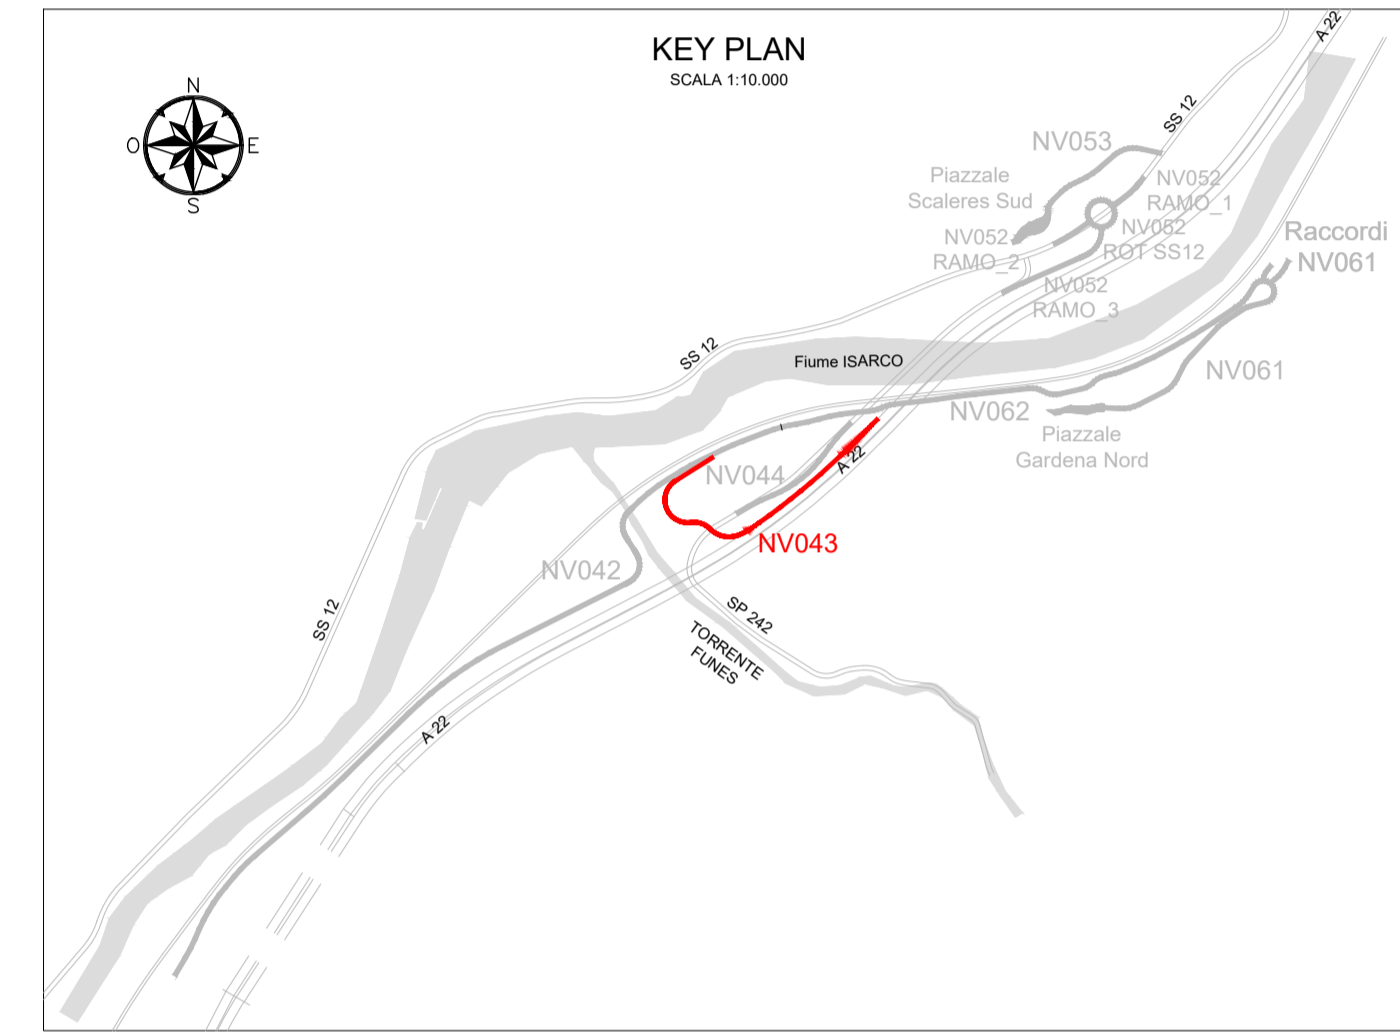 KEY PLAN
SCALA 1:10.000
N
O
E
S
A 22
SS 12
NV053
Piazzale
Scaleres Sud
NV052
RAMO_1
NV052
ROT SS12
NV052
RAMO_2
NV052
RAMO_3
Raccordi
NV061
SS 12
Fiume ISARCO
NV061
NV062
Piazzale
Gardena Nord
A 22
NV044
NV043
NV042
SS 12
SP 242
TORRENTE
FUNES
A 22